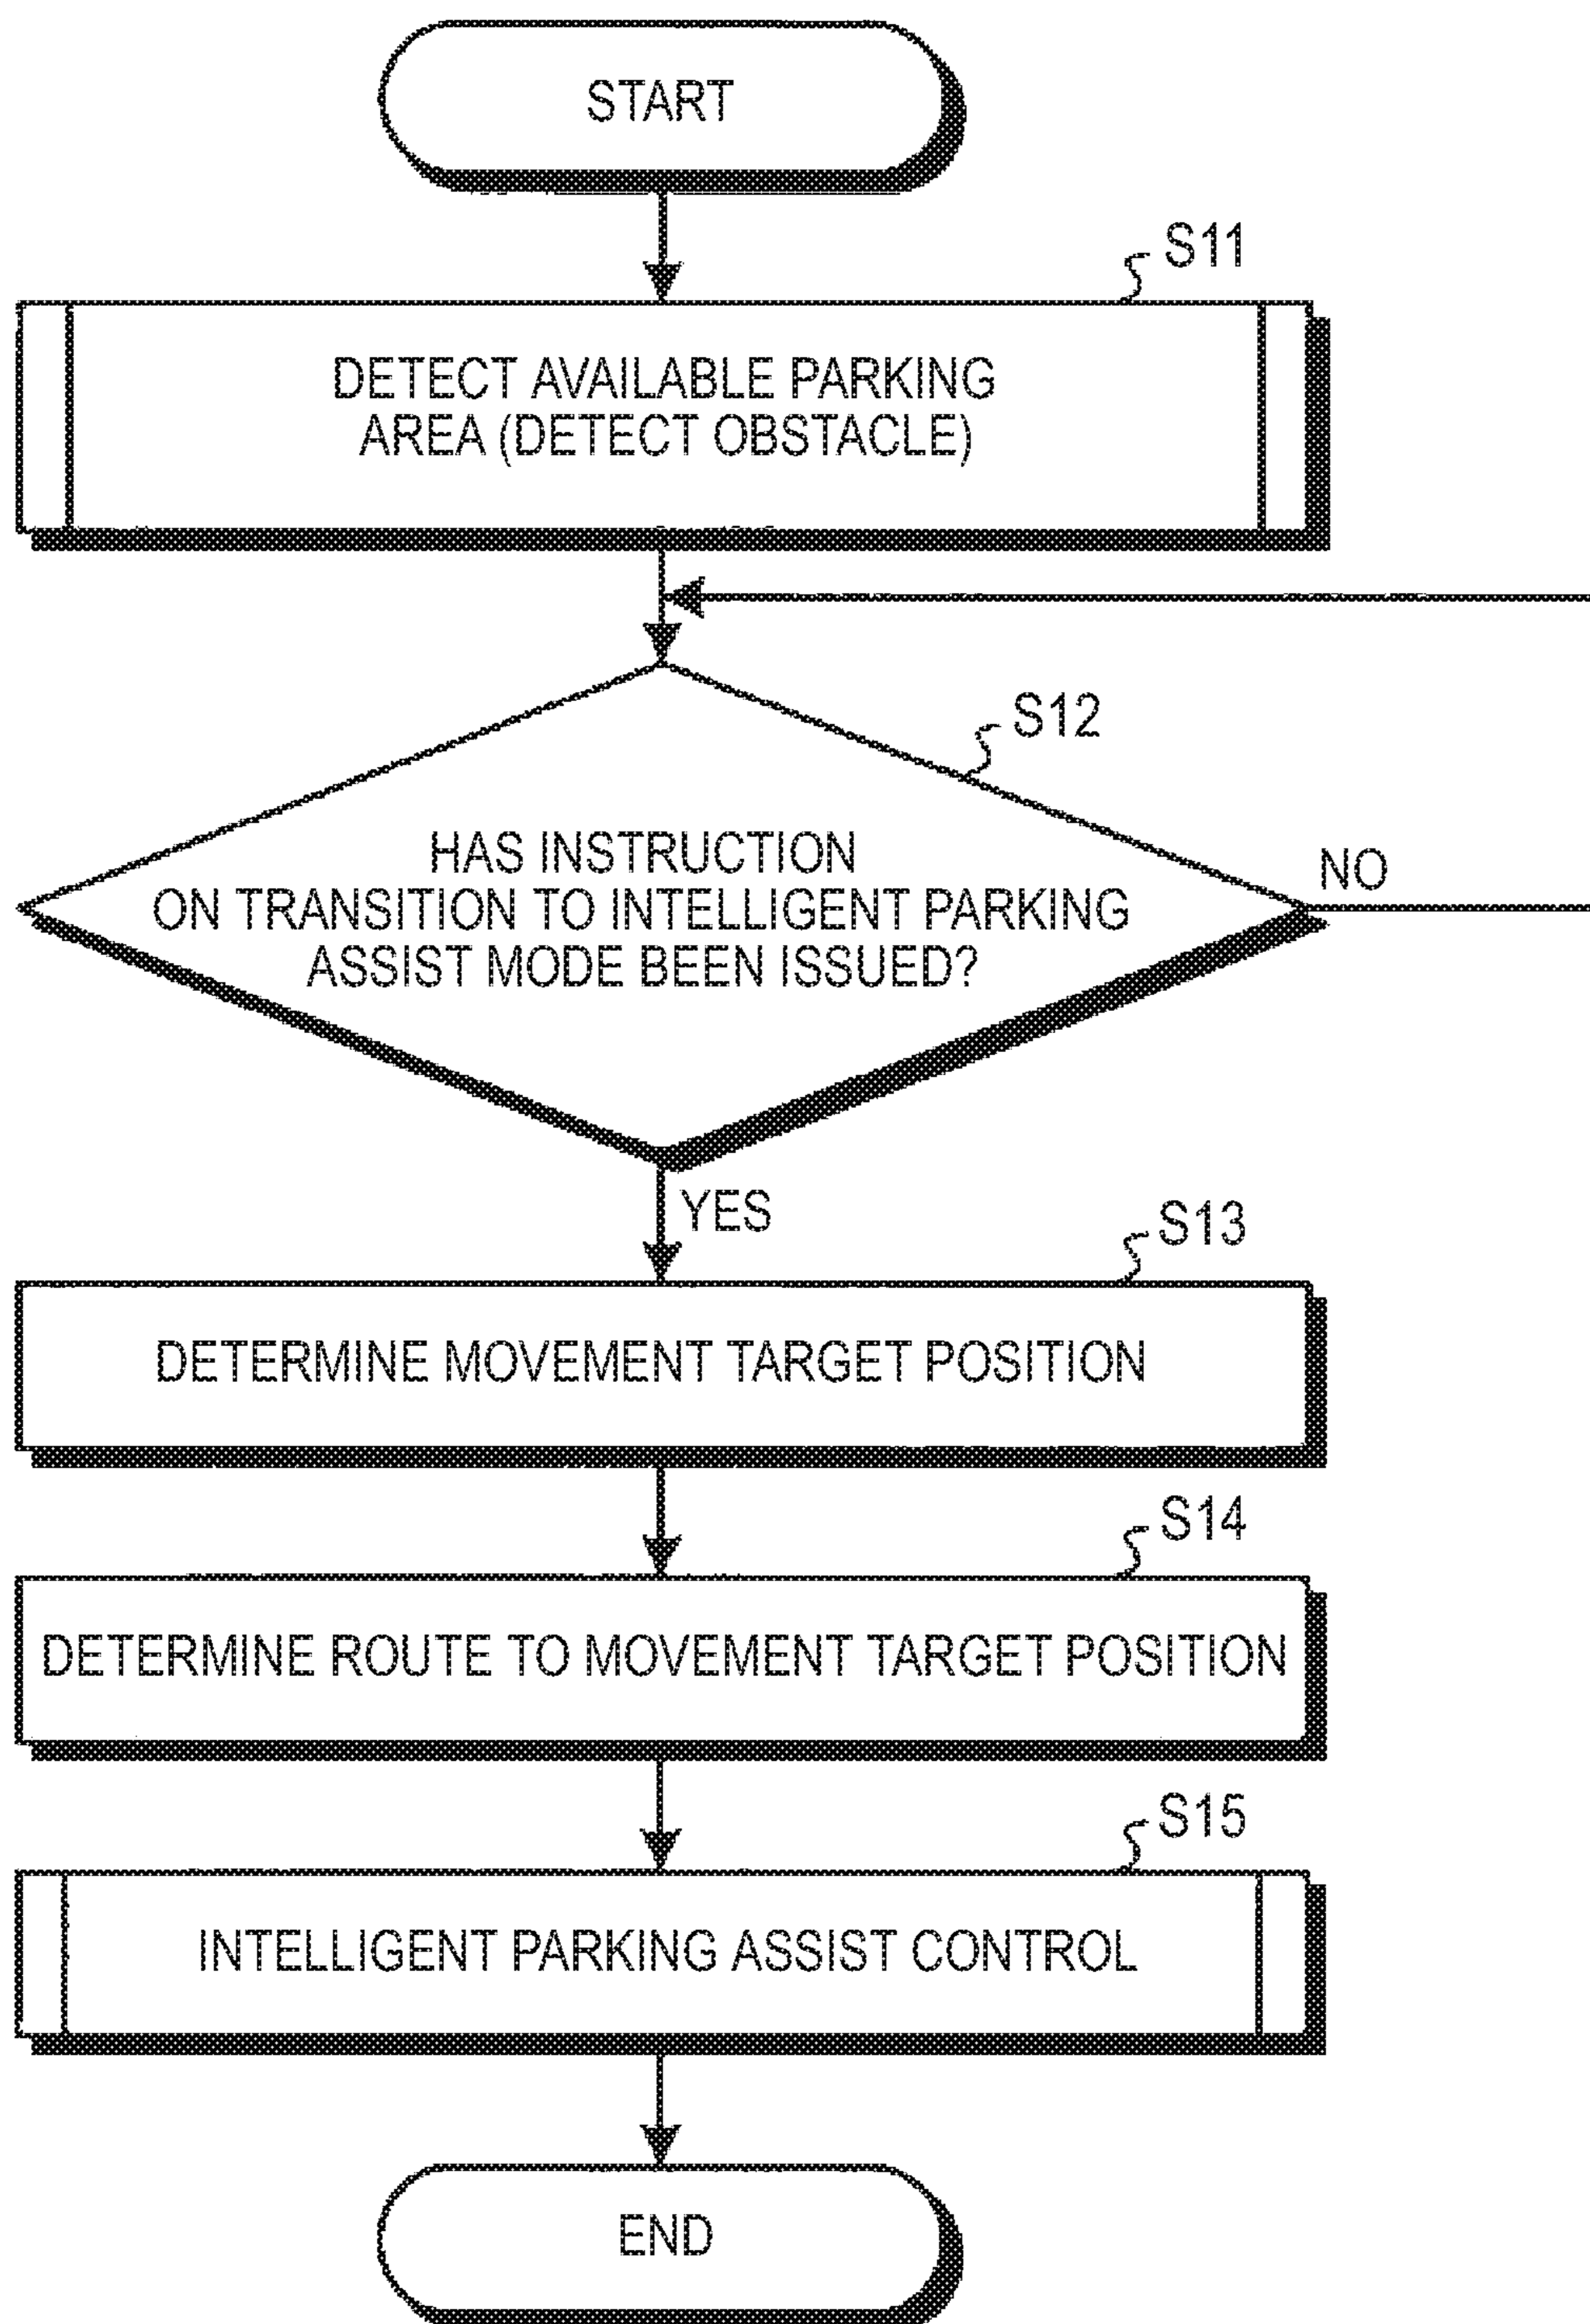 START
S11
DETECT AVAILABLE PARKING
AREA (DETECT OBSTACLE)
S12
HAS INSTRUCTION
ON TRANSITION TO INTELLIGENT PARKING
ASSIST MODE BEEN ISSUED?
NO
YES
S13
DETERMINE MOVEMENT TARGET POSITION
S14
DETERMINE ROUTE TO MOVEMENT TARGET POSITION
S15
INTELLIGENT PARKING ASSIST CONTROL
END